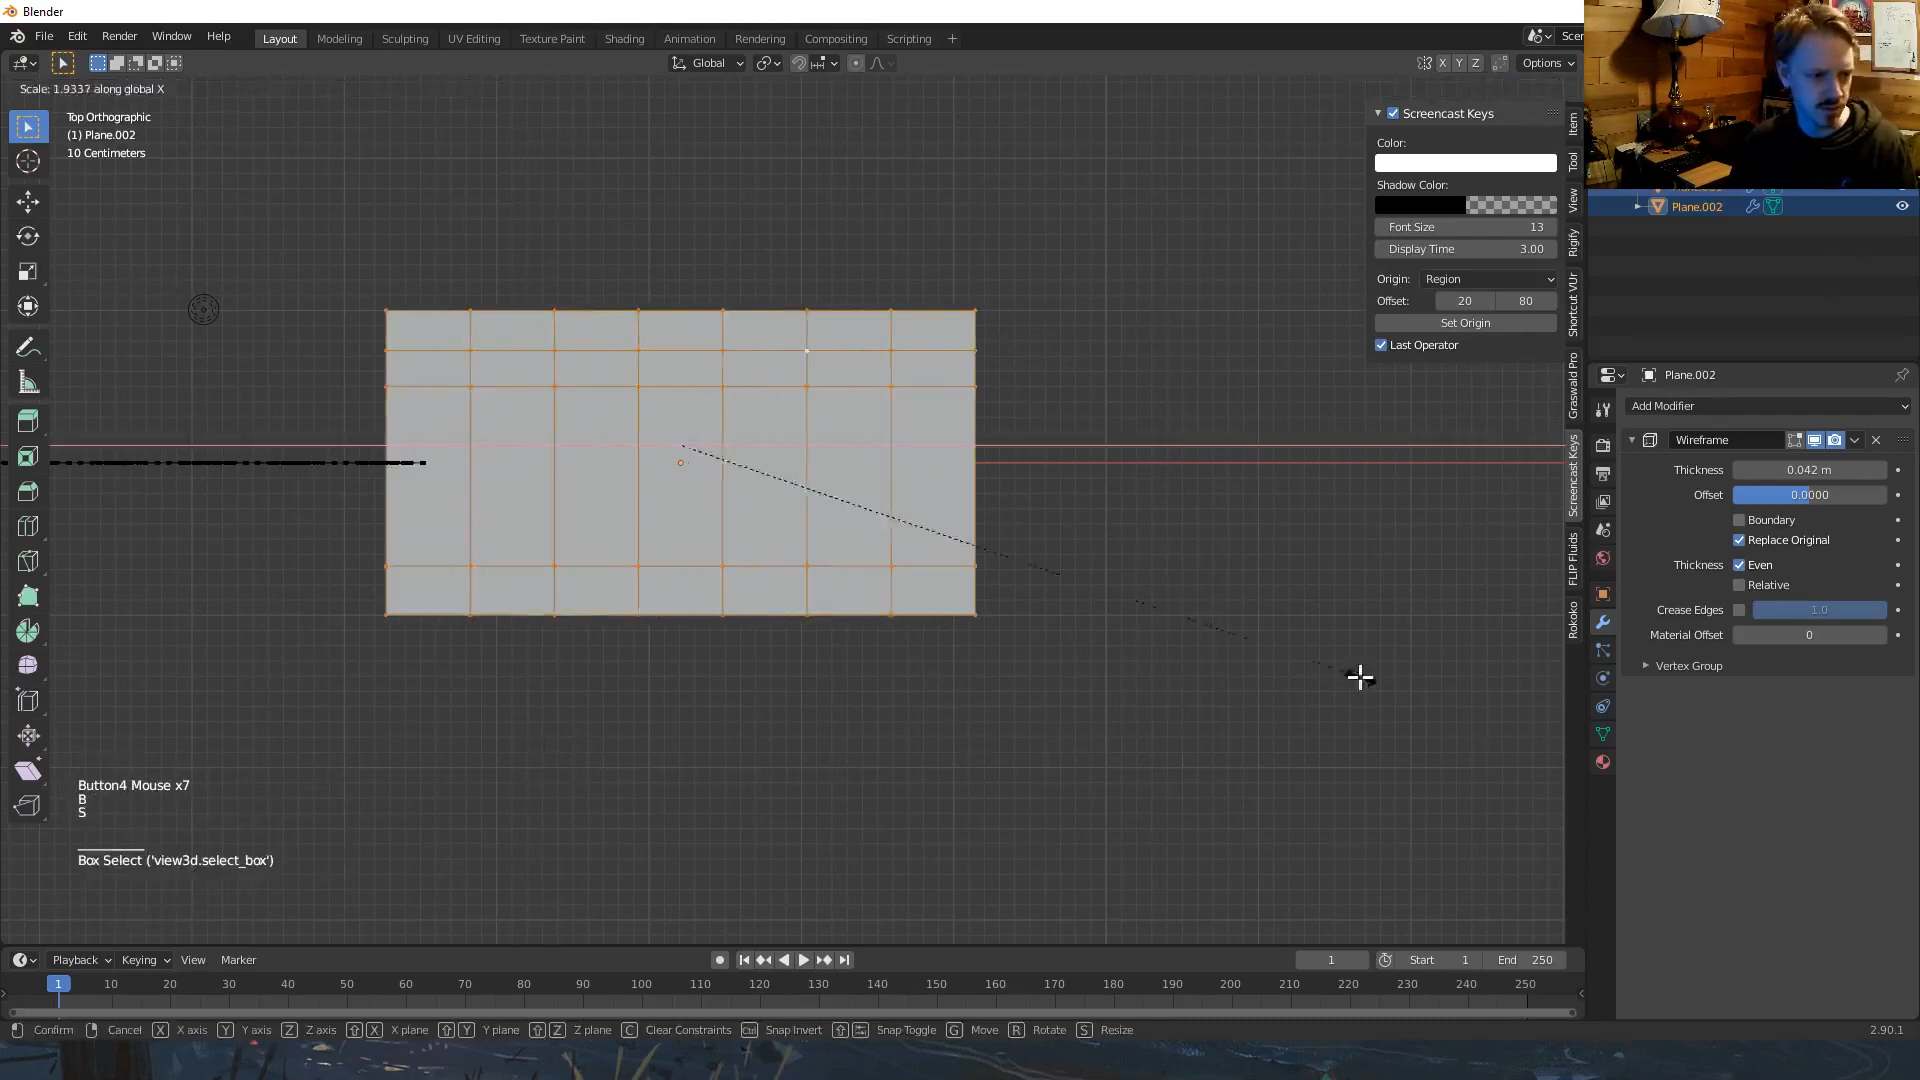 Blender
File Edit Render Window Help
Layout Modeling Sculpting UV Editing Texture Paint Shading Animation Rendering Compositing Scripting +
Global
X Y Z Options
Scale: 1.9337 along global X
Top Orthographic
(1) Plane.002
10 Centimeters
Screencast Keys
Color:
Shadow Color:
Font Size 13
Display Time 3.00
Origin: Region
Offset: 20 80
Set Origin
Last Operator
Item
Tool
View
Rigify
Shortcut VUr
Graswald Pro
Screencast Keys
FLIP Fluids
Rokoko
Plane.002
Plane.002
Add Modifier
Wireframe
Thickness 0.042 m
Offset 0.0000
Boundary
Replace Original
Thickness Even
Relative
Crease Edges 1.0
Material Offset 0
Vertex Group
Button4 Mouse x7
B
S
Box Select ('view3d.select_box')
Playback Keying View Marker
1 Start 1 End 250
1 10 20 30 40 50 60 70 80 90 100 110 120 130 140 150 160 170 180 190 200 210 220 230 240 250
Confirm Cancel X X axis Y Y axis Z Z axis X X plane Y Y plane Z Z plane C Clear Constraints Ctrl Snap Invert Snap Toggle G Move R Rotate S Resize 2.90.1